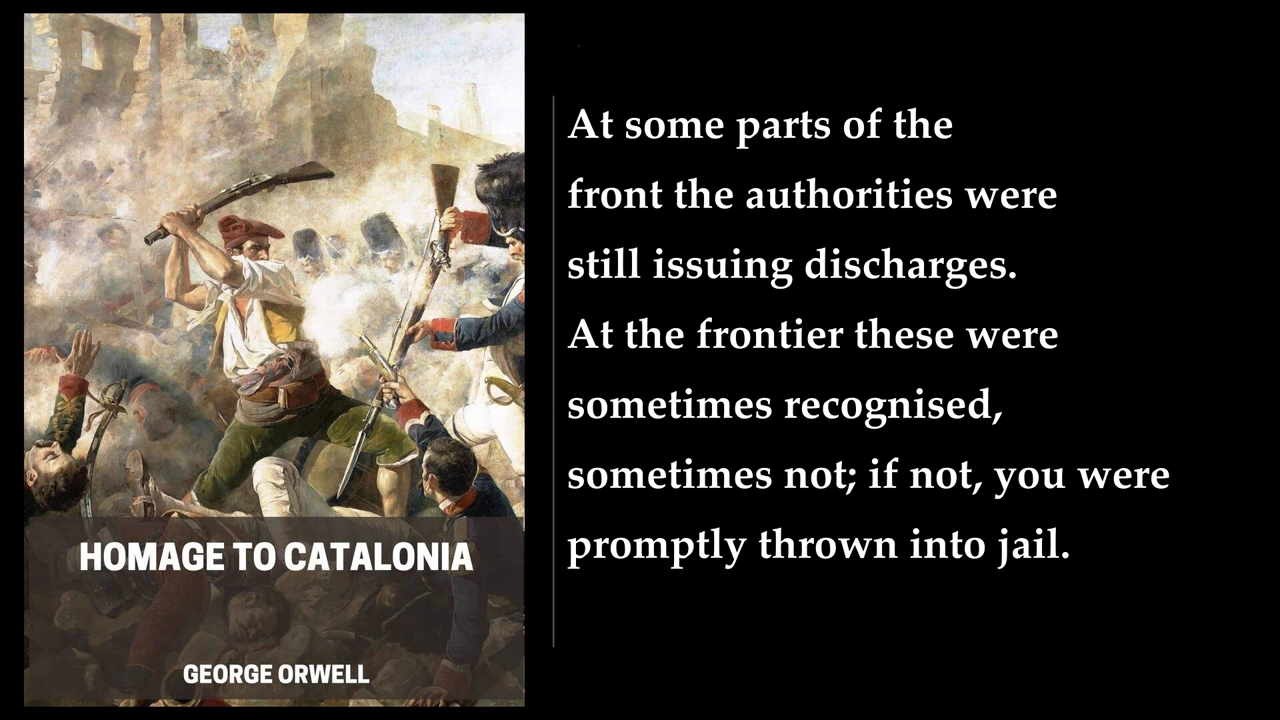 HOMAGE TO CATALONIA
GEORGE ORWELL
At some parts of the
front the authorities were
still issuing discharges.
At the frontier these were
sometimes recognised,
sometimes not; if not, you were
promptly thrown into jail.